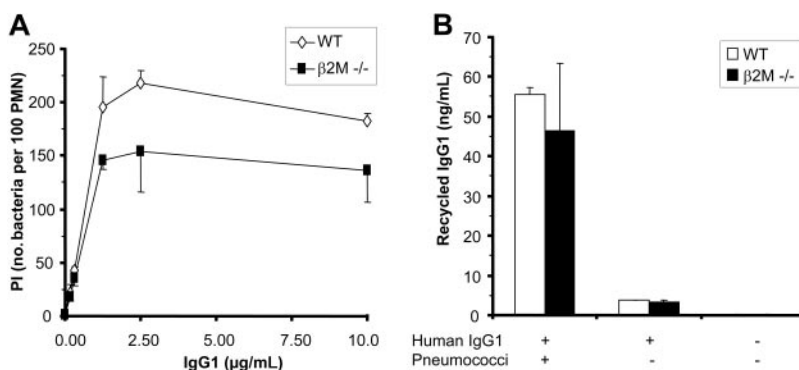 A
WT
β2M -/-
PI (no. bacteria per 100 PMN)
250
200
150
100
50
0
0.00 2.50 5.00 7.50 10.0
IgG1 (µg/mL)
B
WT
β2M -/-
Recycled IgG1 (ng/mL)
70
60
50
40
30
20
10
0
Human IgG1 + + -
Pneumococci + - -